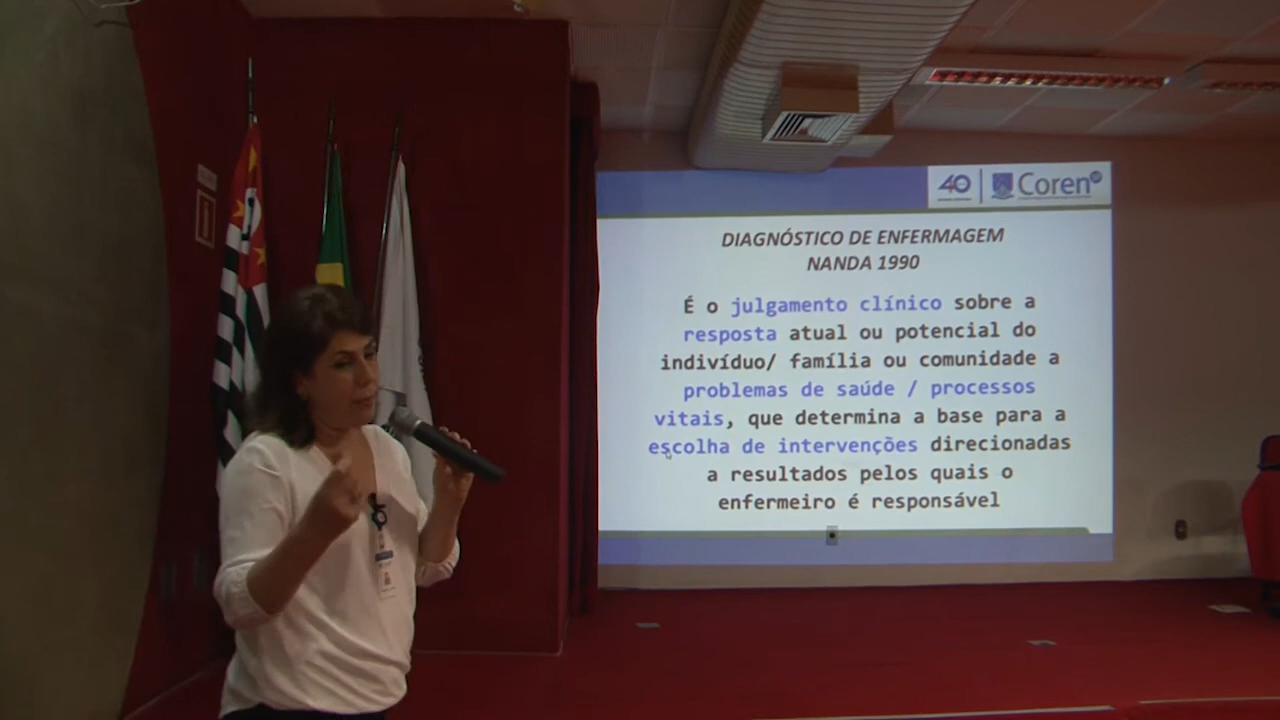 40
Coren
DIAGNÓSTICO DE ENFERMAGEM
NANDA 1990
É o julgamento clínico sobre a
resposta atual ou potencial do
indivíduo/ família ou comunidade a
problemas de saúde / processos
vitais, que determina a base para a
escolha de intervenções direcionadas
a resultados pelos quais o
enfermeiro é responsável